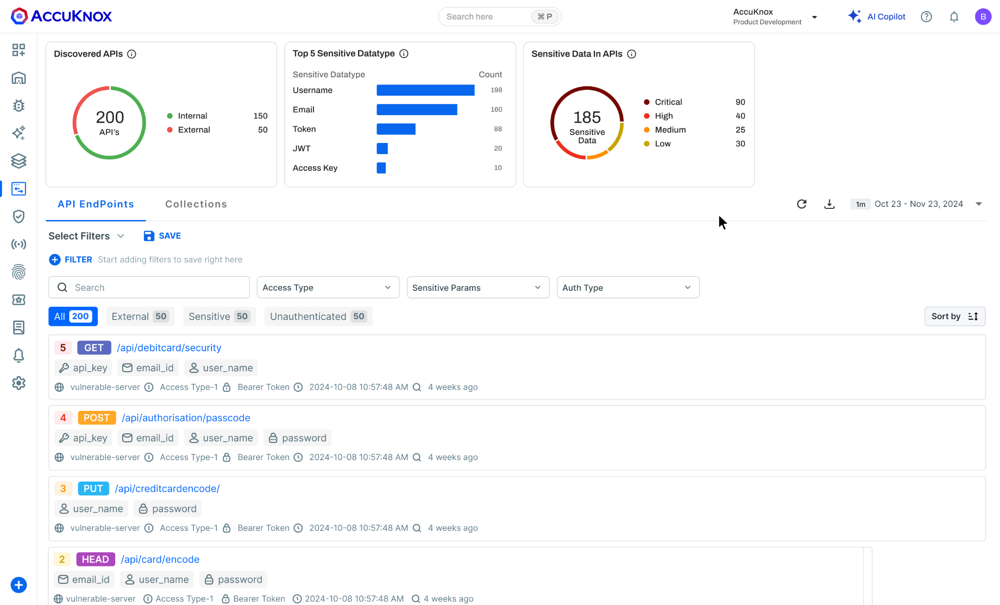 ACCUKNOX
Search here ⌘ P
AccuKnox
Product Development
AI Copilot
B
Discovered APIs
200
API's
Internal 150
External 50
Top 5 Sensitive Datatype
Sensitive Datatype Count
Username 198
Email 160
Token 88
JWT 20
Access Key 10
Sensitive Data In APIs
185
Sensitive
Data
Critical 90
High 40
Medium 25
Low 30
API EndPoints Collections
1m Oct 23 - Nov 23, 2024
Select Filters SAVE
FILTER Start adding filters to save right here
Search Access Type Sensitive Params Auth Type
All 200 External 50 Sensitive 50 Unauthenticated 50 Sort by
5 GET /api/debitcard/security
api_key email_id user_name
vulnerable-server Access Type-1 Bearer Token 2024-10-08 10:57:48 AM 4 weeks ago
4 POST /api/authorisation/passcode
api_key email_id user_name password
vulnerable-server Access Type-1 Bearer Token 2024-10-08 10:57:48 AM 4 weeks ago
3 PUT /api/creditcardencode/
user_name password
vulnerable-server Access Type-1 Bearer Token 2024-10-08 10:57:48 AM 4 weeks ago
2 HEAD /api/card/encode
email_id user_name password
vulnerable-server Access Type-1 Bearer Token 2024-10-08 10:57:48 AM 4 weeks ago